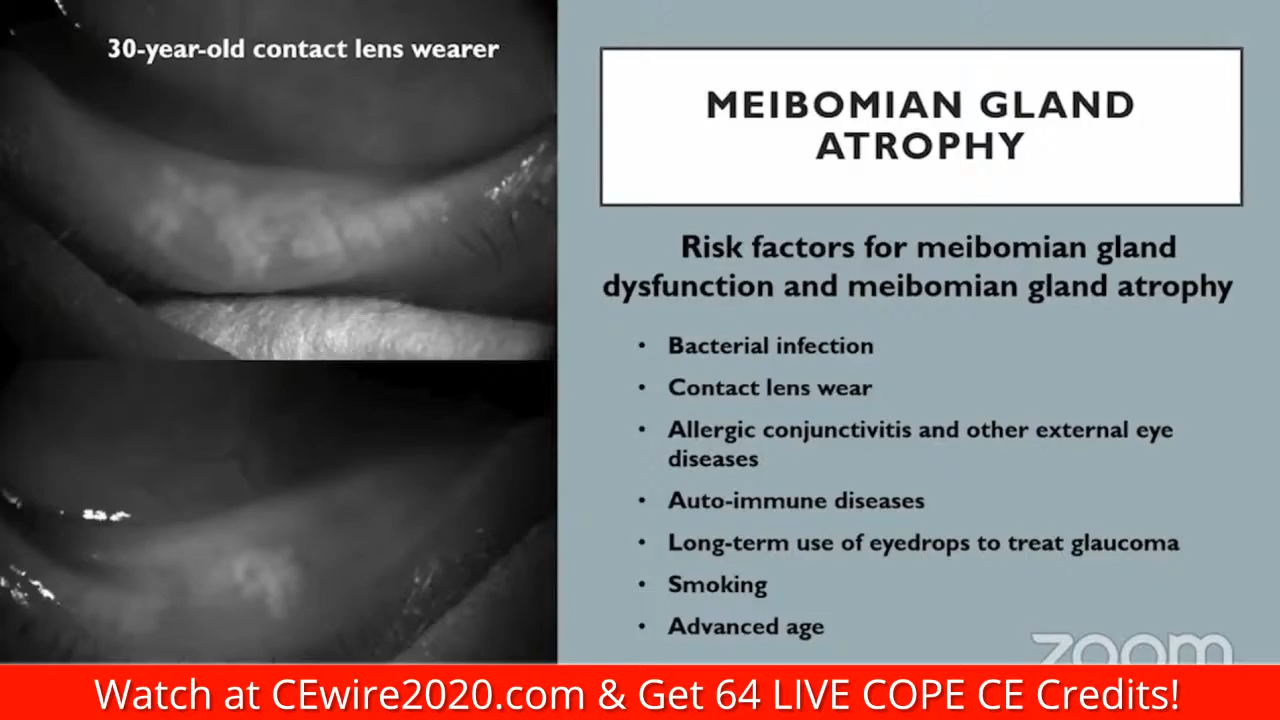 30-year-old contact lens wearer
MEIBOMIAN GLAND
ATROPHY
Risk factors for meibomian gland
dysfunction and meibomian gland atrophy
• Bacterial infection
• Contact lens wear
• Allergic conjunctivitis and other external eye
diseases
• Auto-immune diseases
• Long-term use of eyedrops to treat glaucoma
• Smoking
• Advanced age
zoom
Watch at CEwire2020.com & Get 64 LIVE COPE CE Credits!